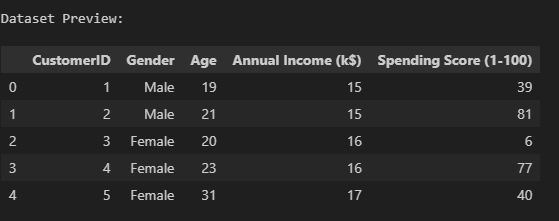 Dataset Preview:
CustomerID Gender Age Annual Income (k$) Spending Score (1-100)
0 1 Male 19 15 39
1 2 Male 21 15 81
2 3 Female 20 16 6
3 4 Female 23 16 77
4 5 Female 31 17 40